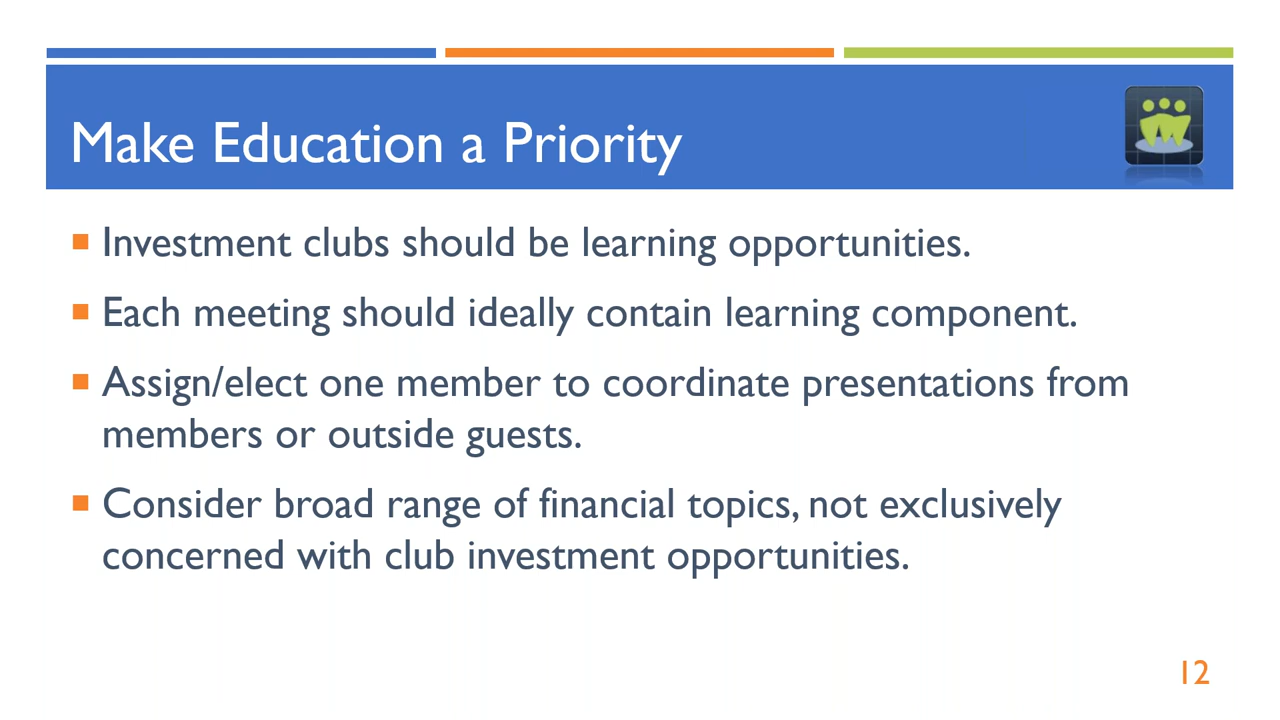 Make Education a Priority
Investment clubs should be learning opportunities.
Each meeting should ideally contain learning component.
Assign/elect one member to coordinate presentations from
members or outside guests.
Consider broad range of financial topics, not exclusively
concerned with club investment opportunities.
12